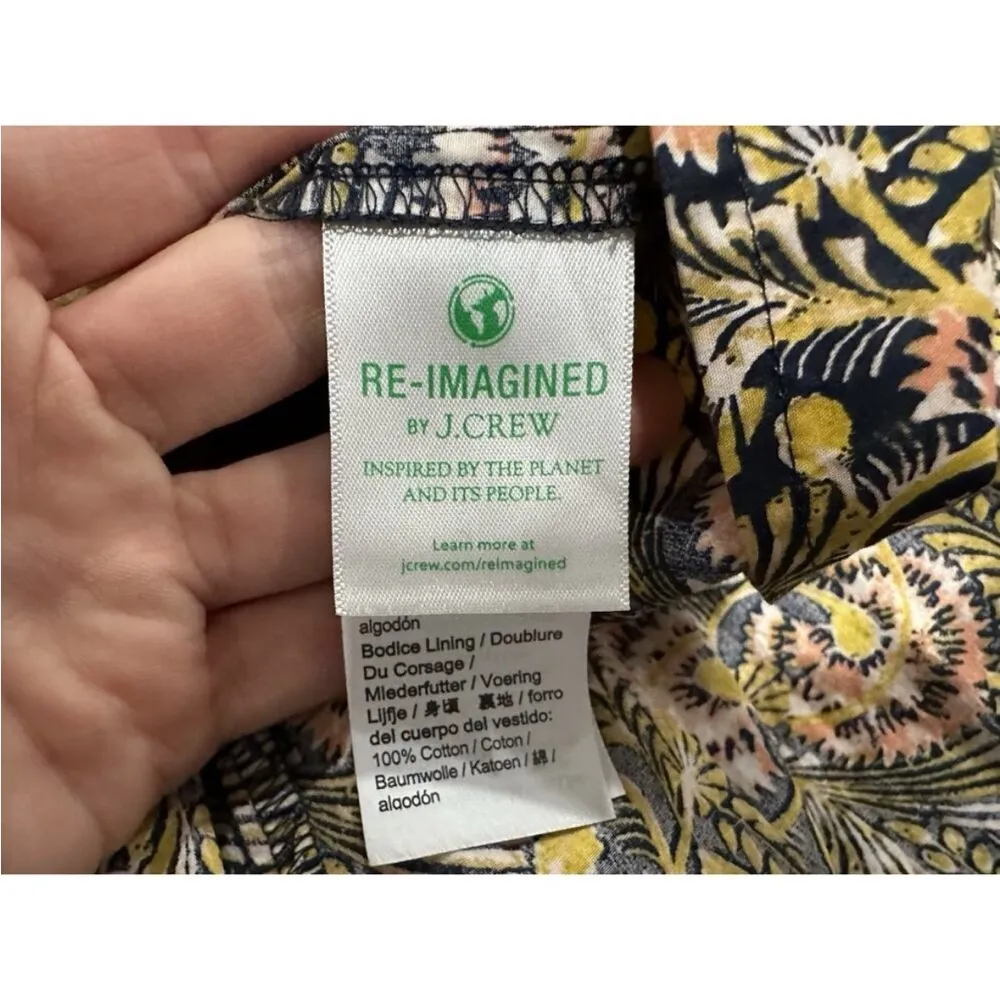 RE-IMAGINED
BY J.CREW
INSPIRED BY THE PLANET
AND ITS PEOPLE.
Learn more at
jcrew.com/reimagined
algodón
Bodice Lining / Doublure
Du Corsage /
Miederfutter / Voering
Lijfje / 身頃 裏地 / forro
del cuerpo del vestido:
100% Cotton / Coton /
Baumwolle / Katoen / 綿 /
algodón